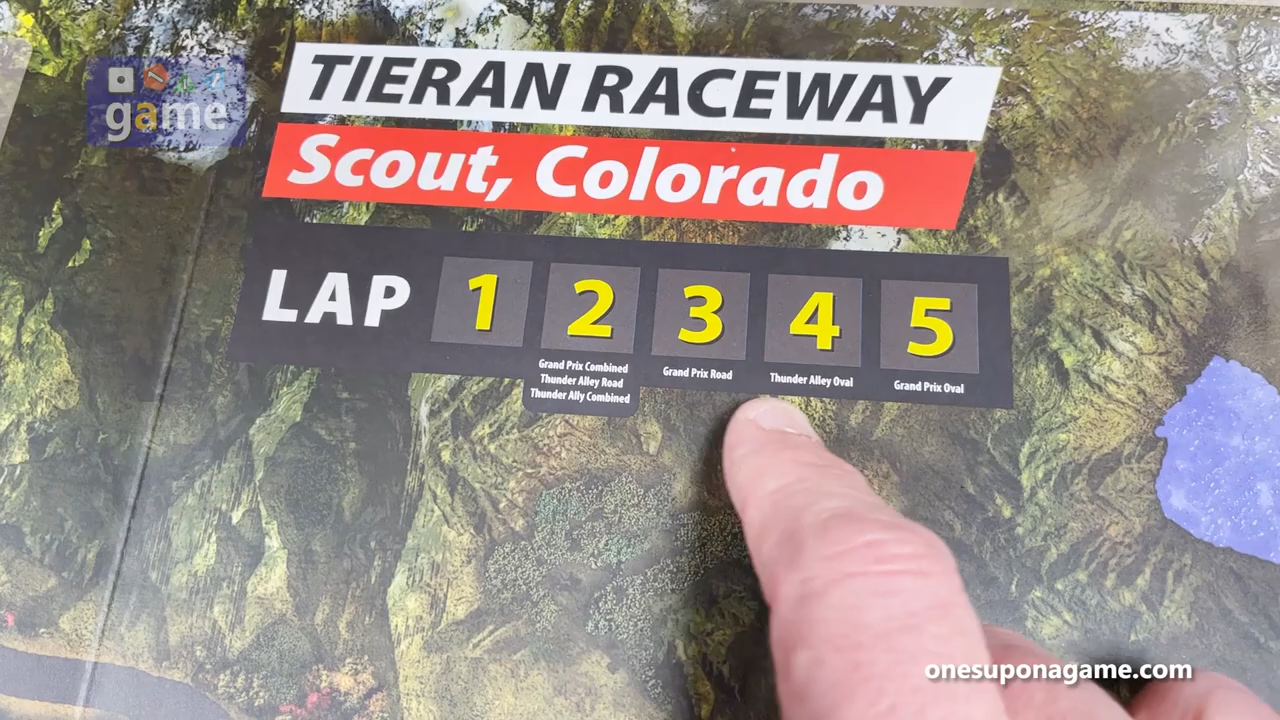 game
TIERAN RACEWAY
Scout, Colorado
LAP 1 2 3 4 5
Grand Prix Combined
Thunder Alley Road
Thunder Ally Combined
Grand Prix Road
Thunder Alley Oval
Grand Prix Oval
onesuponagame.com